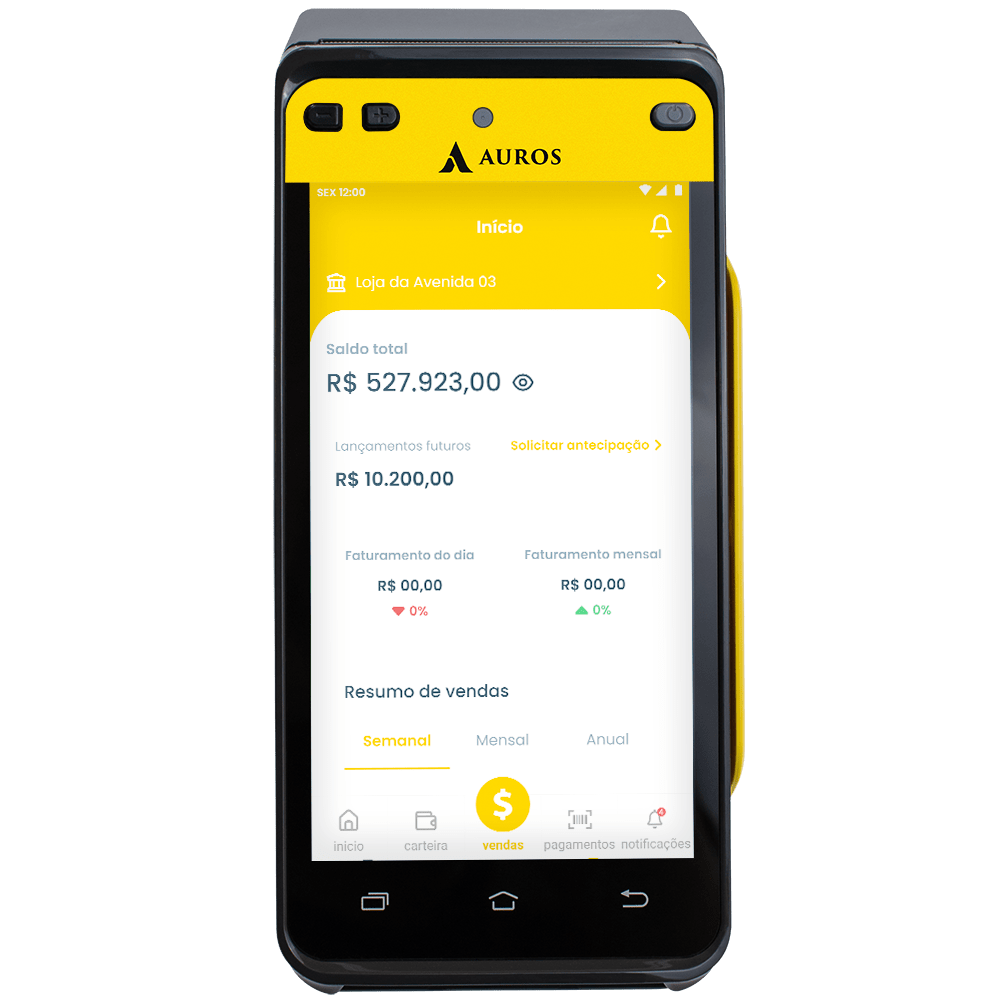 AUROS
SEX 12:00
Início
Loja da Avenida 03
Saldo total
R$ 527.923,00
Lançamentos futuros
Solicitar antecipação
R$ 10.200,00
Faturamento do dia
Faturamento mensal
R$ 00,00
R$ 00,00
0%
0%
Resumo de vendas
Semanal Mensal Anual
$
4
inicio carteira vendas pagamentos notificações